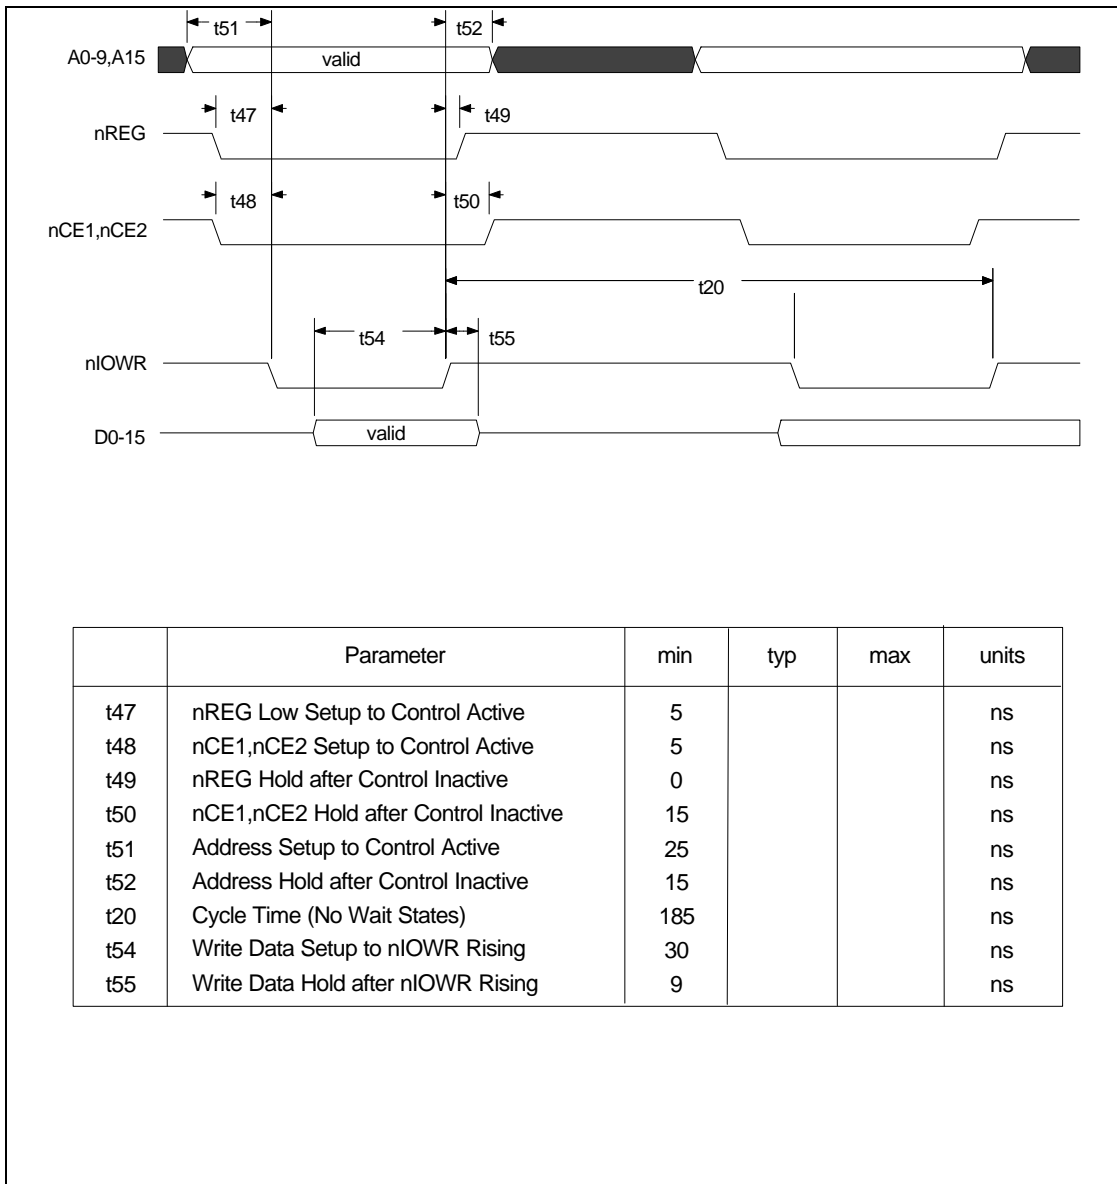 t51 t52
A0-9,A15 valid
t47 t49
nREG
t48 t50
nCE1,nCE2
t20
t54 t55
nIOWR
D0-15 valid
Parameter min typ max units
t47 nREG Low Setup to Control Active 5 ns
t48 nCE1,nCE2 Setup to Control Active 5 ns
t49 nREG Hold after Control Inactive 0 ns
t50 nCE1,nCE2 Hold after Control Inactive 15 ns
t51 Address Setup to Control Active 25 ns
t52 Address Hold after Control Inactive 15 ns
t20 Cycle Time (No Wait States) 185 ns
t54 Write Data Setup to nIOWR Rising 30 ns
t55 Write Data Hold after nIOWR Rising 9 ns